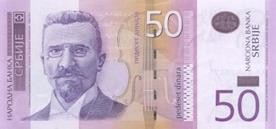 СРБИЈЕ
НАРОДНА БАНКА
50
педесет динара
pedeset dinara
NARODNA BANKA
SRBIJE
50